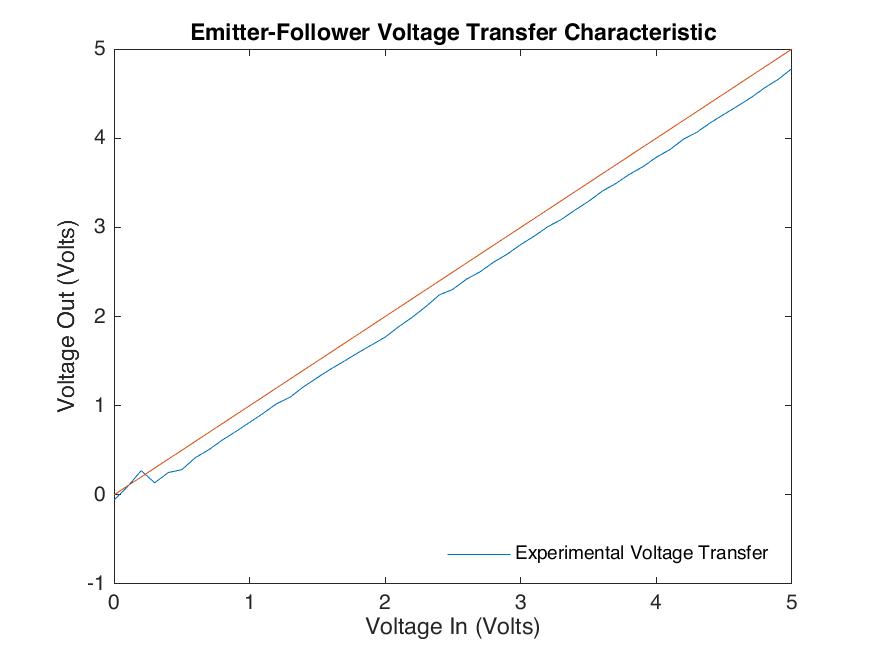 Emitter-Follower Voltage Transfer Characteristic
5
4
3
2
1
0
-1
Voltage Out (Volts)
Experimental Voltage Transfer
0 1 2 3 4 5
Voltage In (Volts)